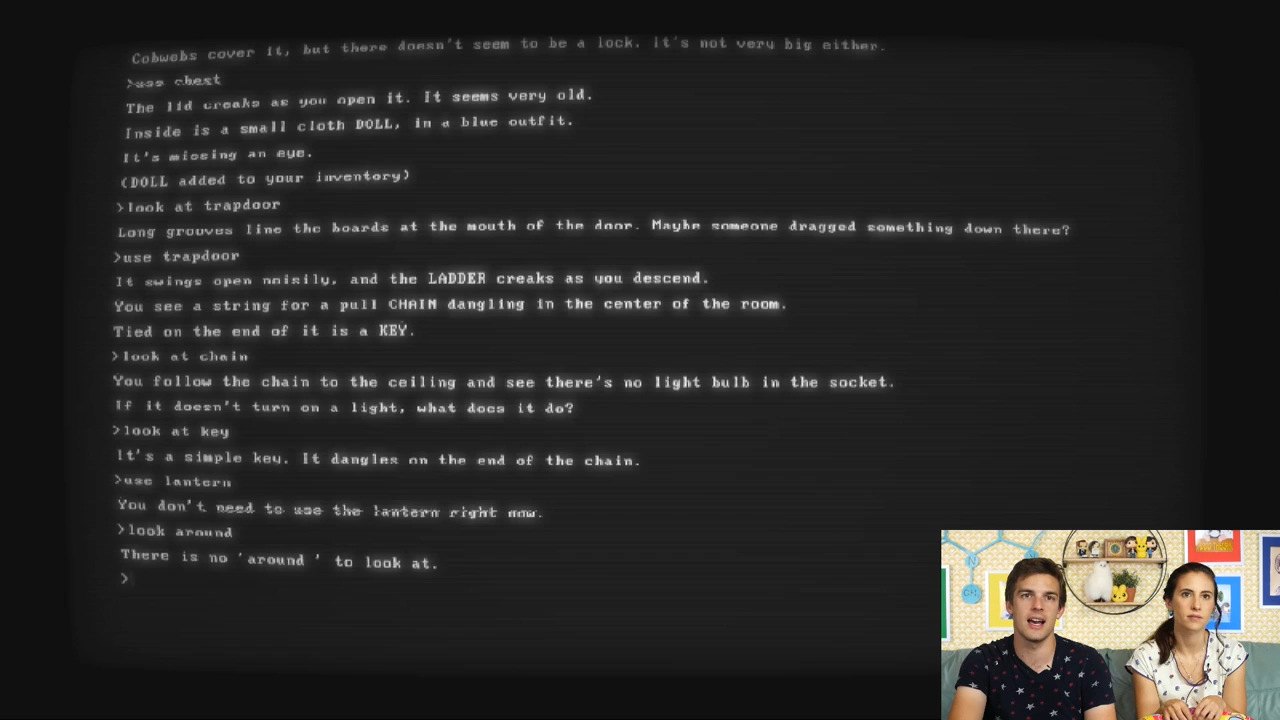 Cobwebs cover it, but there doesn't seem to be a lock. It's not very big either.
>use chest
The lid creaks as you open it. It seems very old.
Inside is a small cloth DOLL, in a blue outfit.
It's missing an eye.
(DOLL added to your inventory)
>look at trapdoor
Long grooves line the boards at the mouth of the door. Maybe someone dragged something down there?
>use trapdoor
It swings open noisily, and the LADDER creaks as you descend.
You see a string for a pull CHAIN dangling in the center of the room.
Tied on the end of it is a KEY.
>look at chain
You follow the chain to the ceiling and see there's no light bulb in the socket.
If it doesn't turn on a light, what does it do?
>look at key
It's a simple key. It dangles on the end of the chain.
>use lantern
You don't need to use the lantern right now.
>look around
There is no 'around ' to look at.
>